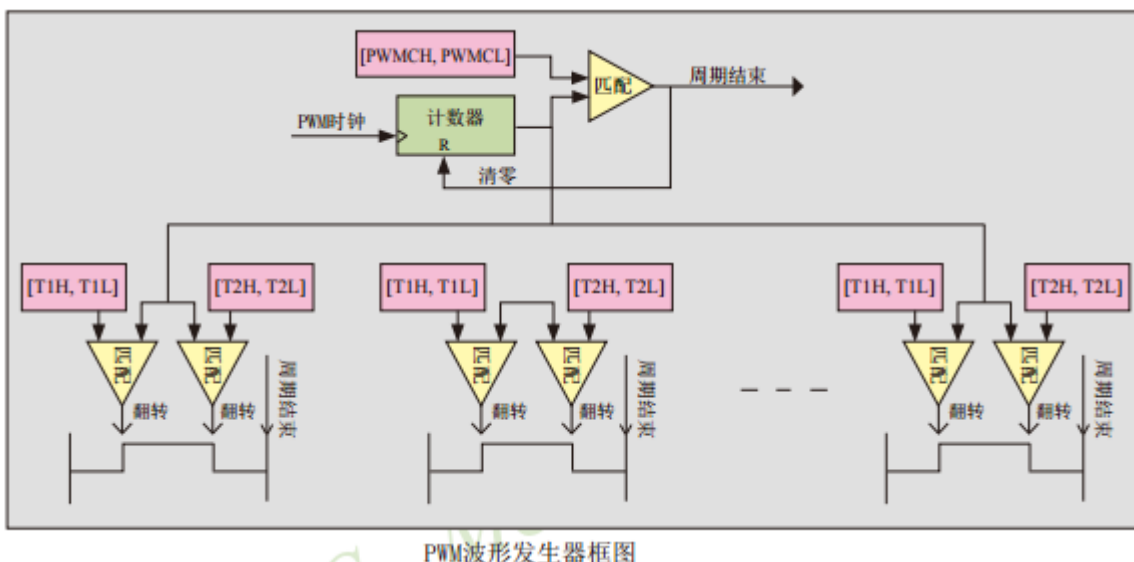 [PWMCH, PWMCL]
匹配
周期结束
PWM时钟
计数器
R
清零
[T1H, T1L]
[T2H, T2L]
[T1H, T1L]
[T2H, T2L]
[T1H, T1L]
[T2H, T2L]
匹配
匹配
周期结束
匹配
匹配
周期结束
匹配
匹配
周期结束
翻转
翻转
翻转
翻转
翻转
翻转
PWM波形发生器框图